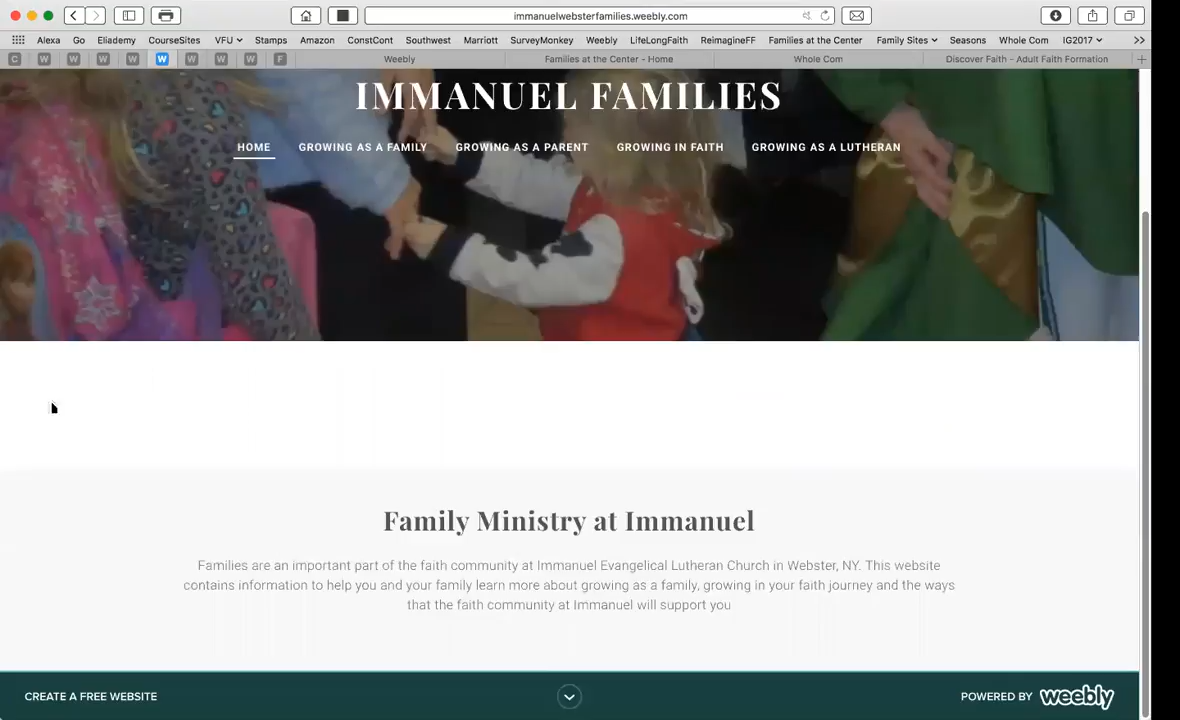 immanuelwebsterfamilies.weebly.com
Alexa Go Eliademy CourseSites VFU Stamps Amazon ConstCont Southwest Marriott SurveyMonkey Weebly LifeLongFaith ReimagineFF Families at the Center Family Sites Seasons Whole Com IG2017 >>
C W W W W W W W W F Weebly Families at the Center - Home Whole Com Discover Faith - Adult Faith Formation +
IMMANUEL FAMILIES
HOME GROWING AS A FAMILY GROWING AS A PARENT GROWING IN FAITH GROWING AS A LUTHERAN
Family Ministry at Immanuel
Families are an important part of the faith community at Immanuel Evangelical Lutheran Church in Webster, NY. This website
contains information to help you and your family learn more about growing as a family, growing in your faith journey and the ways
that the faith community at Immanuel will support you
CREATE A FREE WEBSITE POWERED BY weebly